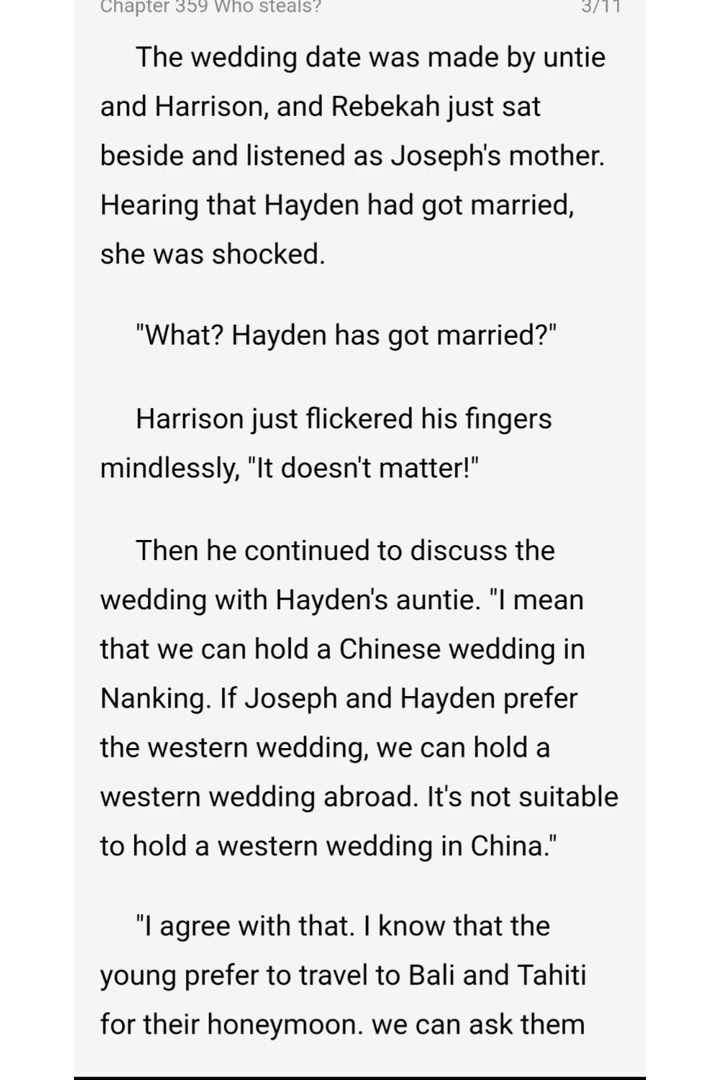 Chapter 359 Who steals?
3/11
The wedding date was made by untie
and Harrison, and Rebekah just sat
beside and listened as Joseph's mother.
Hearing that Hayden had got married,
she was shocked.
"What? Hayden has got married?"
Harrison just flickered his fingers
mindlessly, "It doesn't matter!"
Then he continued to discuss the
wedding with Hayden's auntie. "I mean
that we can hold a Chinese wedding in
Nanking. If Joseph and Hayden prefer
the western wedding, we can hold a
western wedding abroad. It's not suitable
to hold a western wedding in China."
"I agree with that. I know that the
young prefer to travel to Bali and Tahiti
for their honeymoon. we can ask them